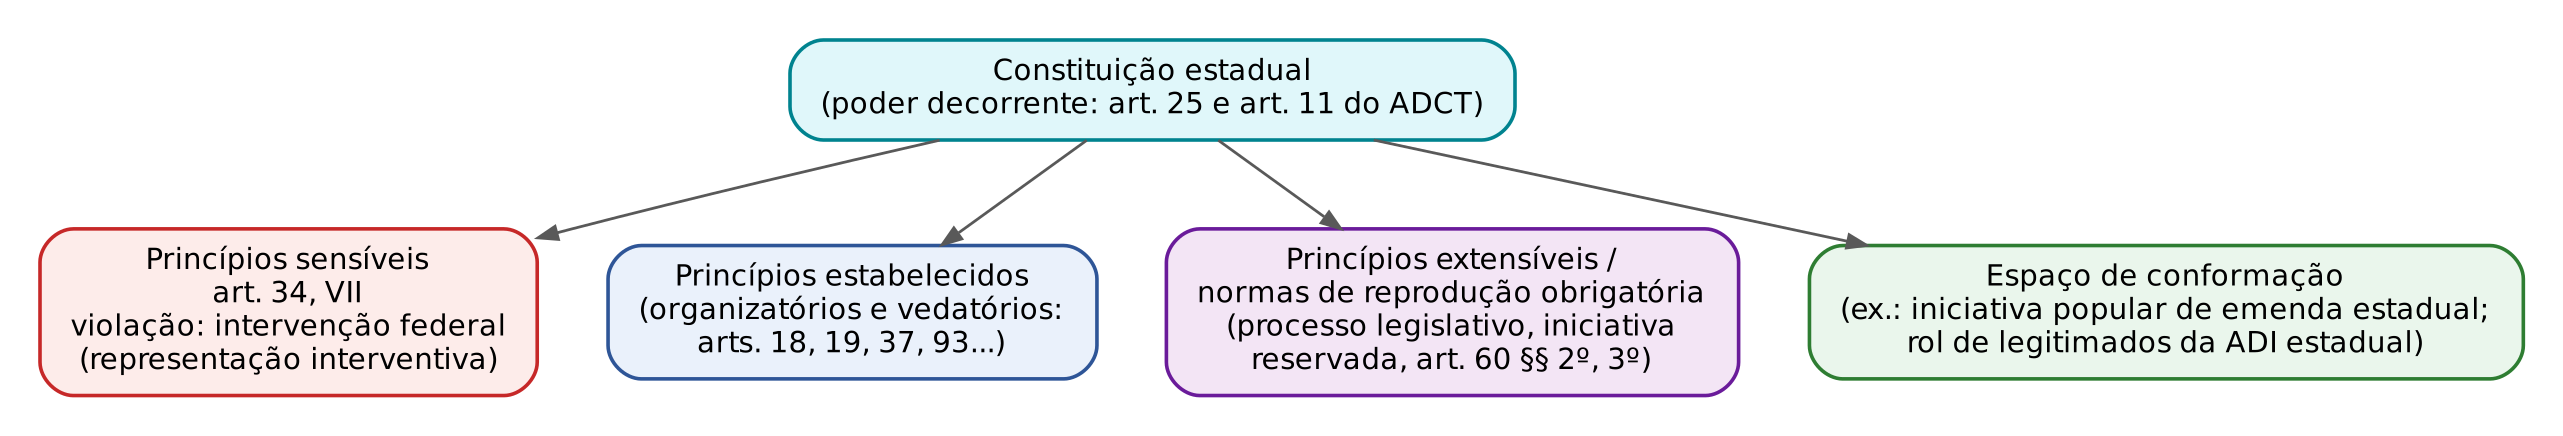 Constituição estadual
(poder decorrente: art. 25 e art. 11 do ADCT)
Princípios sensíveis
art. 34, VII
violação: intervenção federal
(representação interventiva)
Princípios estabelecidos
(organizatórios e vedatórios:
arts. 18, 19, 37, 93...)
Princípios extensíveis /
normas de reprodução obrigatória
(processo legislativo, iniciativa
reservada, art. 60 §§ 2º, 3º)
Espaço de conformação
(ex.: iniciativa popular de emenda estadual;
rol de legitimados da ADI estadual)